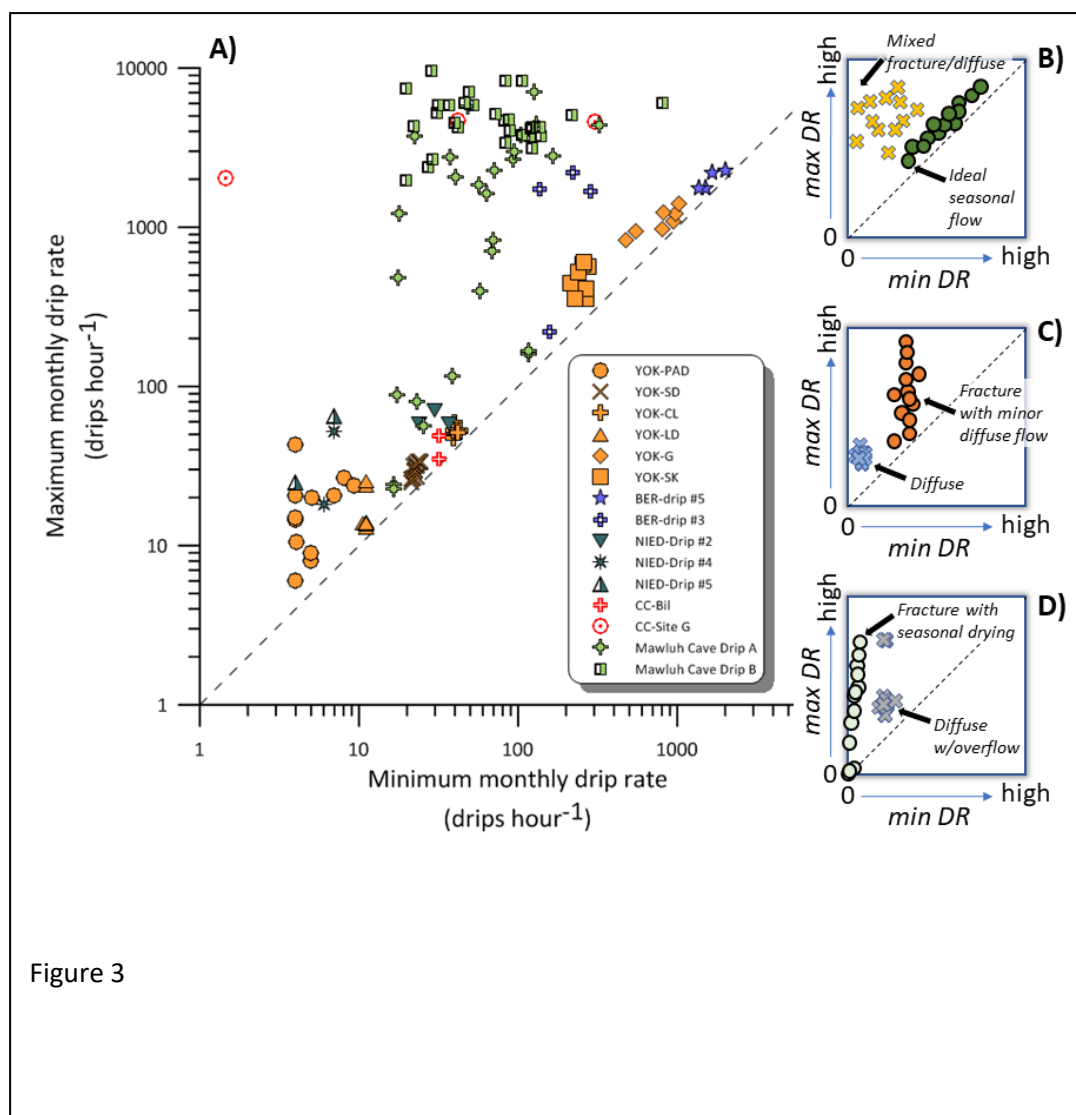 A)
10000
1000
100
10
1
1
10
100
1000
Maximum monthly drip rate
(drips hour-1)
Minimum monthly drip rate
(drips hour-1)
YOK-PAD
YOK-SD
YOK-CL
YOK-LD
YOK-G
YOK-SK
BER-drip #5
BER-drip #3
NIED-Drip #2
NIED-Drip #4
NIED-Drip #5
CC-Bil
CC-Site G
Mawluh Cave Drip A
Mawluh Cave Drip B
B)
Mixed
fracture/diffuse
Ideal
seasonal
flow
high
max DR
0
0
high
min DR
C)
Fracture
with minor
diffuse flow
Diffuse
high
max DR
0
0
high
min DR
D)
Fracture with
seasonal drying
Diffuse
w/overflow
high
max DR
0
0
high
min DR
Figure 3